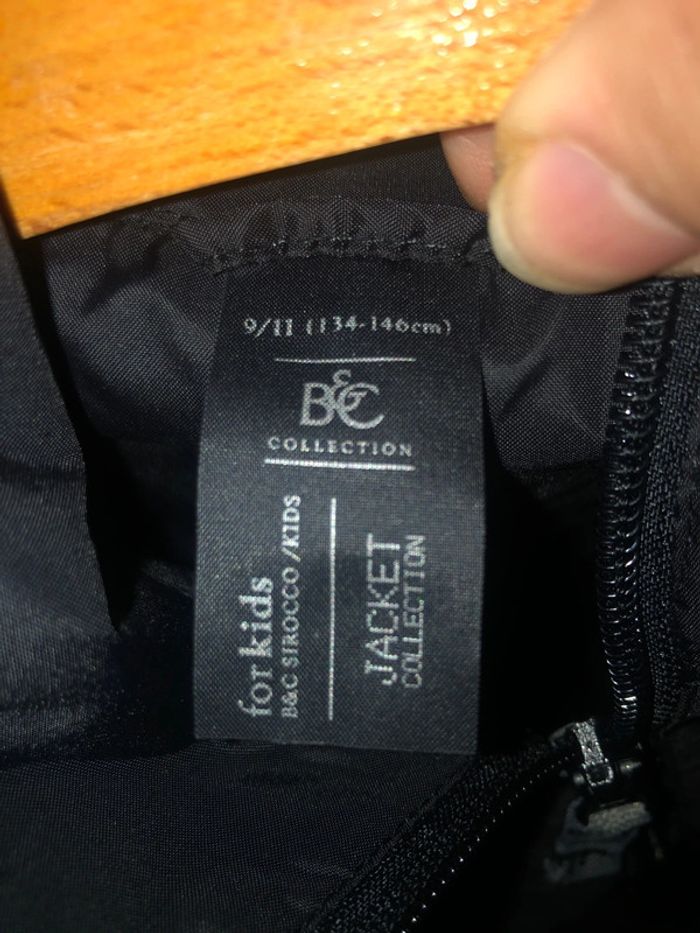 9/11 (134-146cm)
B&C
COLLECTION
for kids
B&C SIROCCO /KIDS
JACKET
COLLECTION